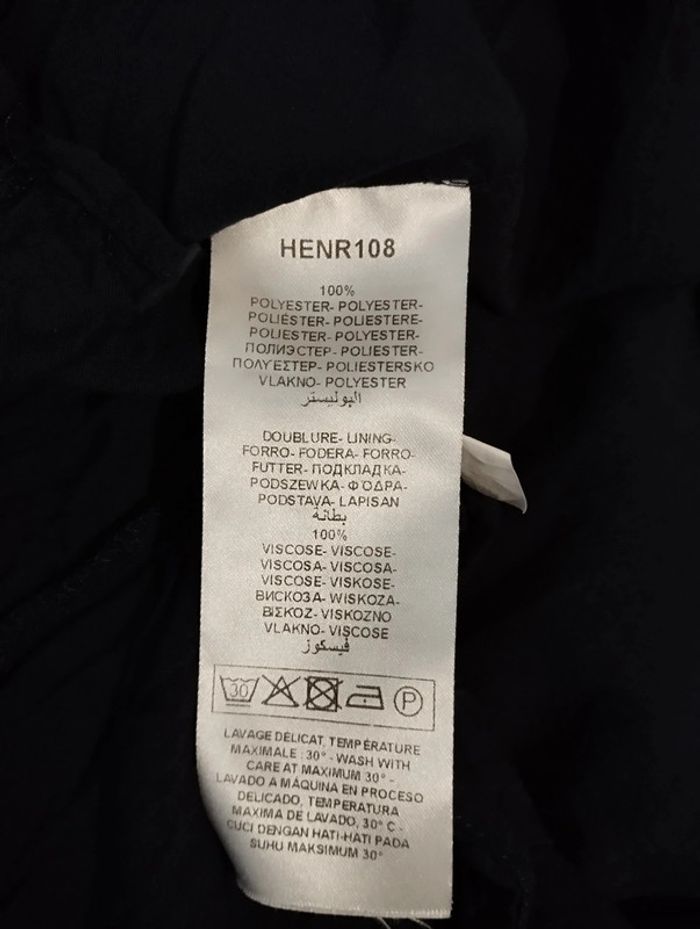 HENR108
100%
POLYESTER- POLYESTER-
POLIÉSTER- POLIESTERE-
POLIESTER- POLYESTER-
ПОЛИЭСТЕР- POLIESTER-
ΠΟΛΥΕΣΤΕΡ- POLIESTERSKO
VLAKNO- POLYESTER
البوليستر
DOUBLURE- LINING-
FORRO- FODERA- FORRO-
FUTTER- ПОДКЛАДКА-
PODSZEWKA- ΦΌΔΡΑ-
PODSTAVA- LAPISAN
بطانة
100%
VISCOSE- VISCOSE-
VISCOSA- VISCOSA-
VISCOSE- VISKOSE-
ВИСКОЗА- WISKOZA-
ΒΙΣΚΌΖ- VISKOZNO
VLAKNO- VISCOSE
فيسكوز
30 P
LAVAGE DÉLICAT, TEMPÉRATURE
MAXIMALE : 30° - WASH WITH
CARE AT MAXIMUM 30° -
LAVADO A MÁQUINA EN PROCESO
DELICADO, TEMPERATURA
MÁXIMA DE LAVADO, 30° C -
CUCI DENGAN HATI-HATI PADA
SUHU MAKSIMUM 30°